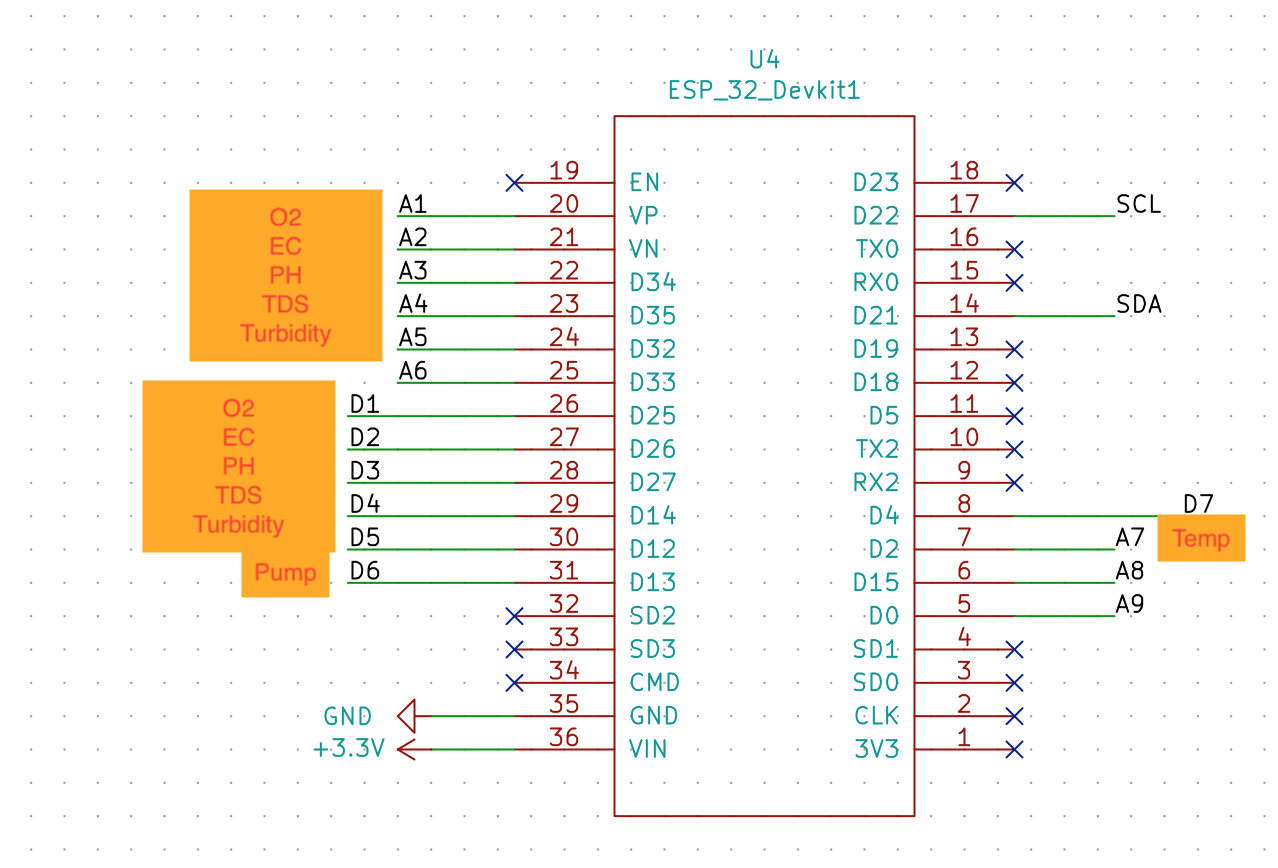 U4
ESP_32_Devkit1
19 EN D23 18
A1 20 VP D22 17 SCL
A2 21 VN TX0 16
A3 22 D34 RX0 15
A4 23 D35 D21 14 SDA
A5 24 D32 D19 13
A6 25 D33 D18 12
D1 26 D25 D5 11
D2 27 D26 TX2 10
D3 28 D27 RX2 9
D4 29 D14 D4 8 D7
D5 30 D12 D2 7 A7
D6 31 D13 D15 6 A8
32 SD2 D0 5 A9
33 SD3 SD1 4
34 CMD SD0 3
GND 35 GND CLK 2
+3.3V 36 VIN 3V3 1
O2
EC
PH
TDS
Turbidity
O2
EC
PH
TDS
Turbidity
Pump
Temp